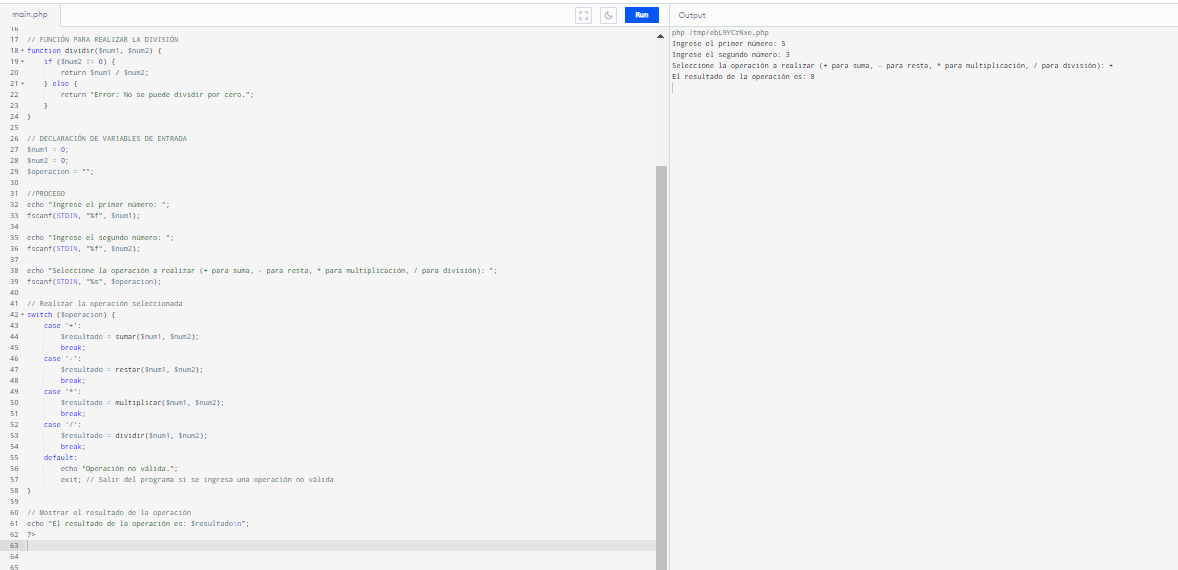 main.php
Run
Output
16
17 // FUNCIÓN PARA REALIZAR LA DIVISIÓN
18 function dividir($num1, $num2) {
19     if ($num2 != 0) {
20         return $num1 / $num2;
21     } else {
22         return "Error: No se puede dividir por cero.";
23     }
24 }
25
26 // DECLARACIÓN DE VARIABLES DE ENTRADA
27 $num1 = 0;
28 $num2 = 0;
29 $operacion = "";
30
31 //PROCESO
32 echo "Ingrese el primer número: ";
33 fscanf(STDIN, "%f", $num1);
34
35 echo "Ingrese el segundo número: ";
36 fscanf(STDIN, "%f", $num2);
37
38 echo "Seleccione la operación a realizar (+ para suma, - para resta, * para multiplicación, / para división): ";
39 fscanf(STDIN, "%s", $operacion);
40
41 // Realizar la operación seleccionada
42 switch ($operacion) {
43     case '+':
44         $resultado = sumar($num1, $num2);
45         break;
46     case '-':
47         $resultado = restar($num1, $num2);
48         break;
49     case '*':
50         $resultado = multiplicar($num1, $num2);
51         break;
52     case '/':
53         $resultado = dividir($num1, $num2);
54         break;
55     default:
56         echo "Operación no válida.";
57         exit; // Salir del programa si se ingresa una operación no válida
58 }
59
60 // Mostrar el resultado de la operación
61 echo "El resultado de la operación es: $resultado\n";
62 ?>
63
64
65
php /tmp/ebL9YCzNxe.php
Ingrese el primer número: 5
Ingrese el segundo número: 3
Seleccione la operación a realizar (+ para suma, - para resta, * para multiplicación, / para división): +
El resultado de la operación es: 8